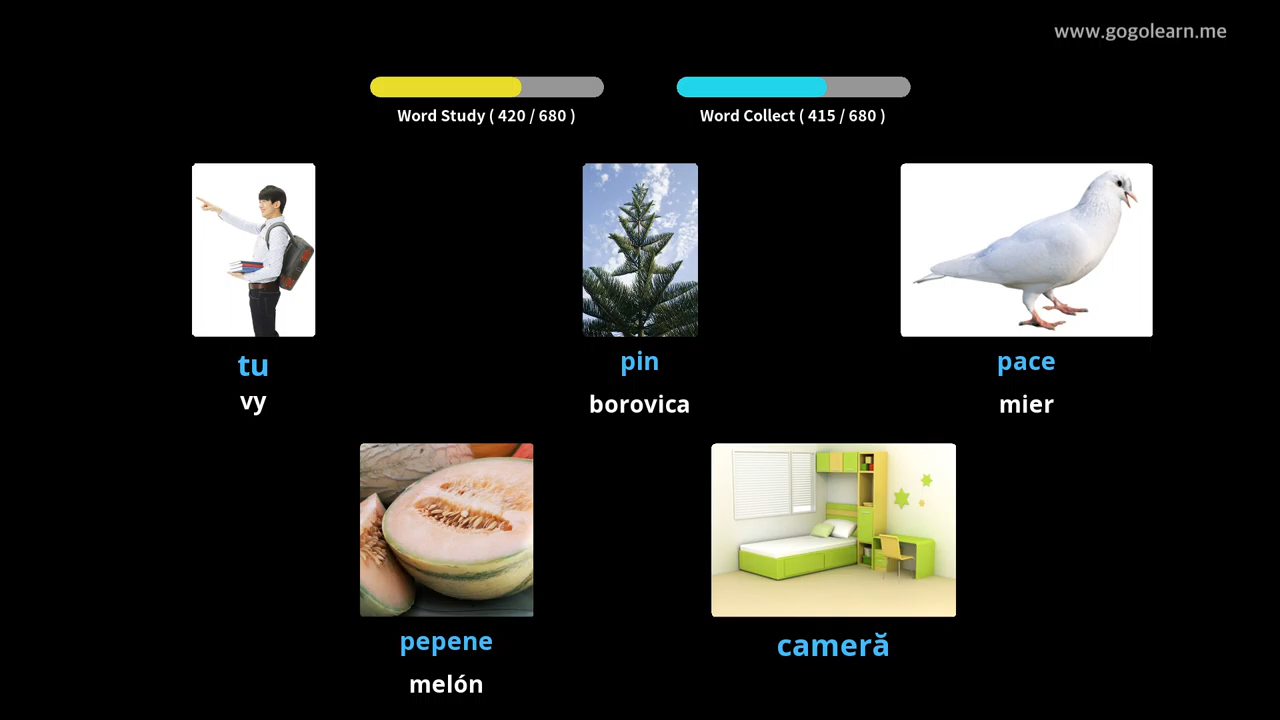 www.gogolearn.me
Word Study ( 420 / 680 )
Word Collect ( 415 / 680 )
tu
vy
pin
borovica
pace
mier
pepene
melón
cameră